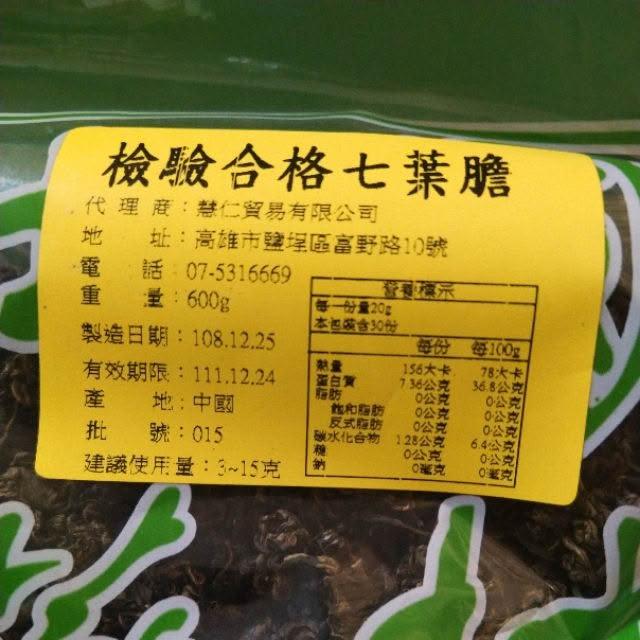 檢驗合格七葉膽
代理商：慧仁貿易有限公司
地址：高雄市鹽埕區富野路10號
電話：07-5316669
重量：600g
製造日期：108.12.25
有效期限：111.12.24
產地：中國
批號：015
建議使用量：3~15克
營養標示
每一份量20g
本包裝含30份
每份 每100g
熱量 156大卡 78大卡
蛋白質 7.36公克 36.8公克
脂肪 0公克 0公克
飽和脂肪 0公克 0公克
反式脂肪 0公克 0公克
碳水化合物 1.28公克 6.4公克
糖 0公克 0公克
鈉 0毫克 0毫克